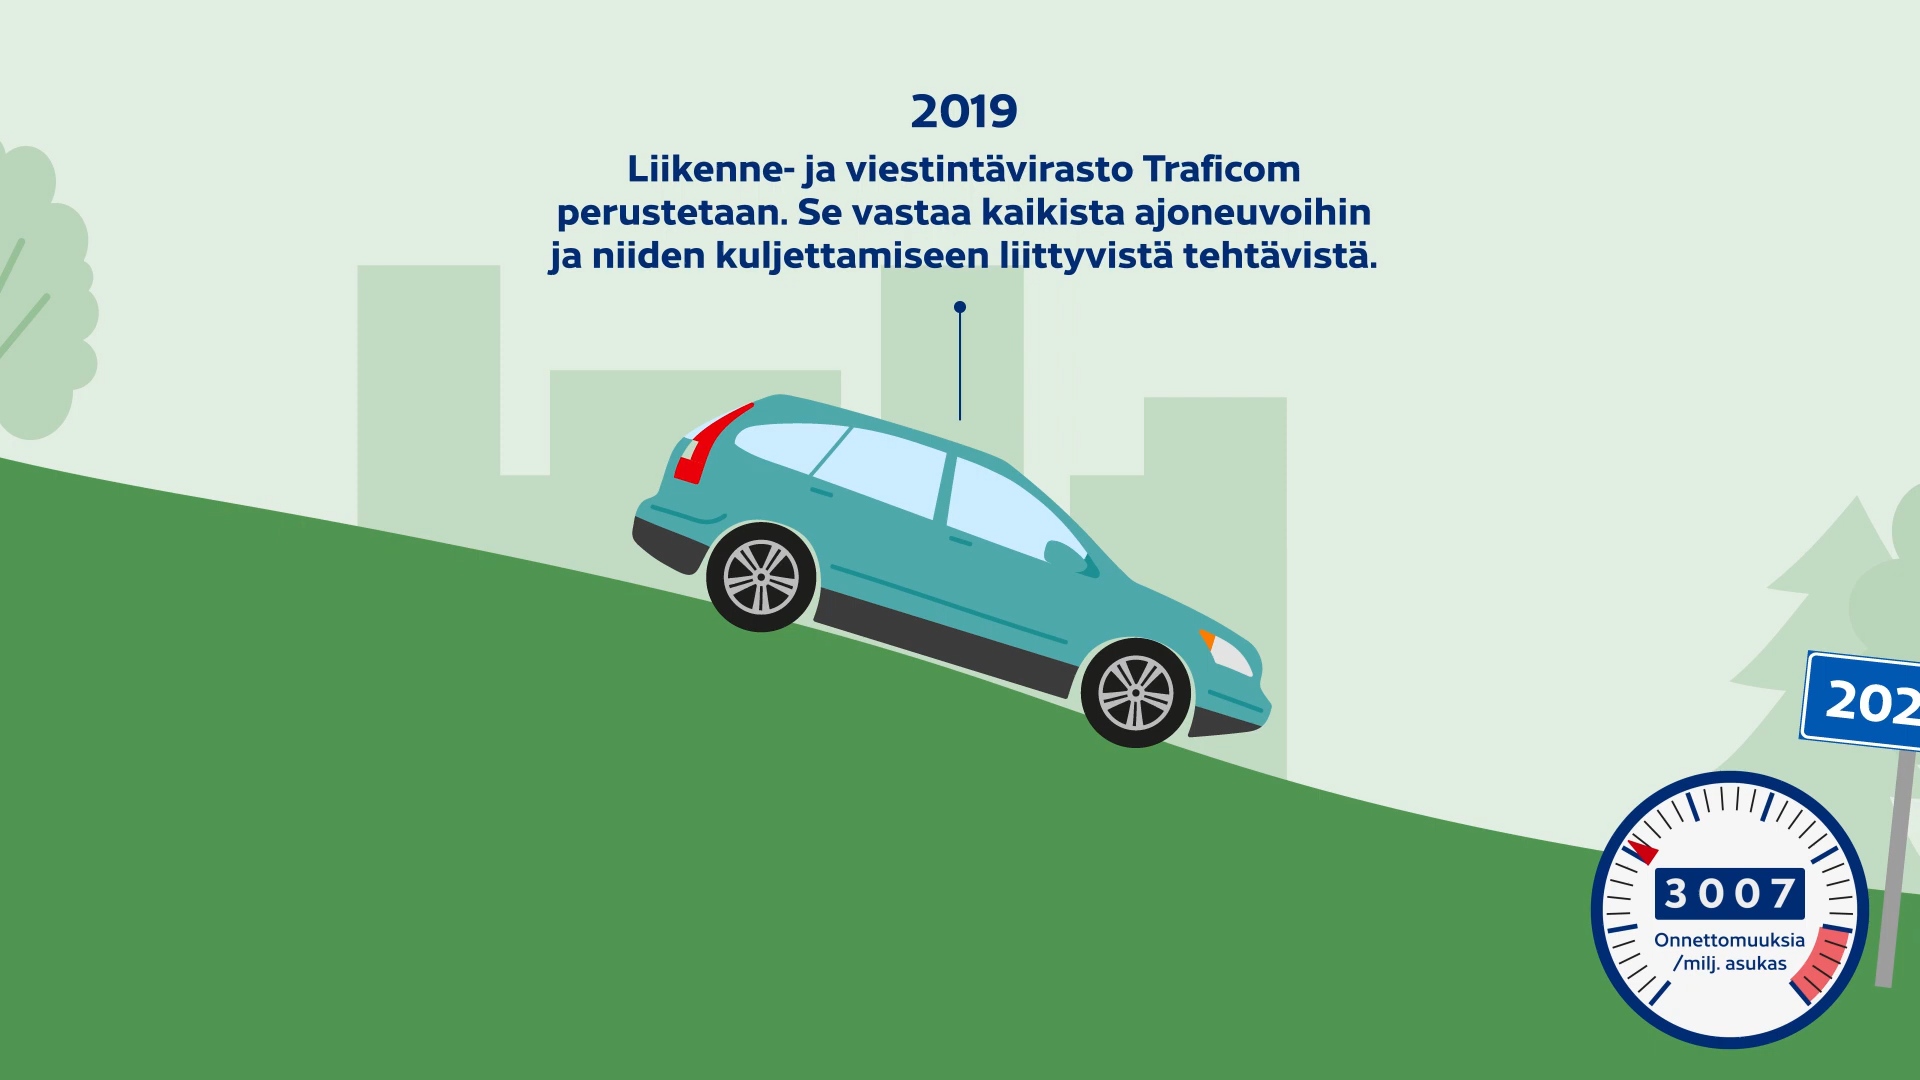 2019
Liikenne- ja viestintävirasto Traficom
perustetaan. Se vastaa kaikista ajoneuvoihin
ja niiden kuljettamiseen liittyvistä tehtävistä.
202
3007
Onnettomuuksia
/milj. asukas